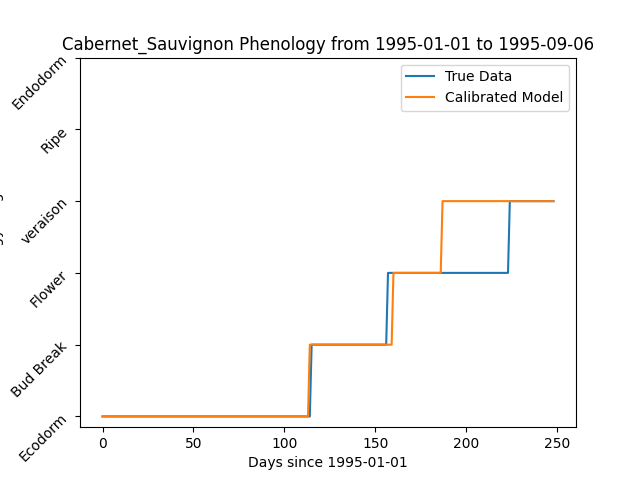 Cabernet_Sauvignon Phenology from 1995-01-01 to 1995-09-06
True Data
Calibrated Model
Endodorm
Ripe
veraison
Flower
Bud Break
Ecodorm
0 50 100 150 200 250
Days since 1995-01-01